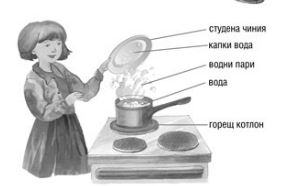 студена чиния
капки вода
водни пари
вода
горещ котлон